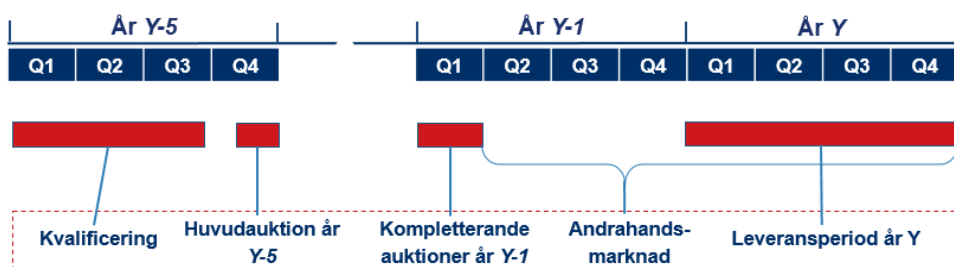 År Y-5 År Y-1 År Y
Q1 Q2 Q3 Q4 Q1 Q2 Q3 Q4 Q1 Q2 Q3 Q4
Kvalificering
Huvudauktion år
Y-5
Kompletterande
auktioner år Y-1
Andrahands-
marknad
Leveransperiod år Y